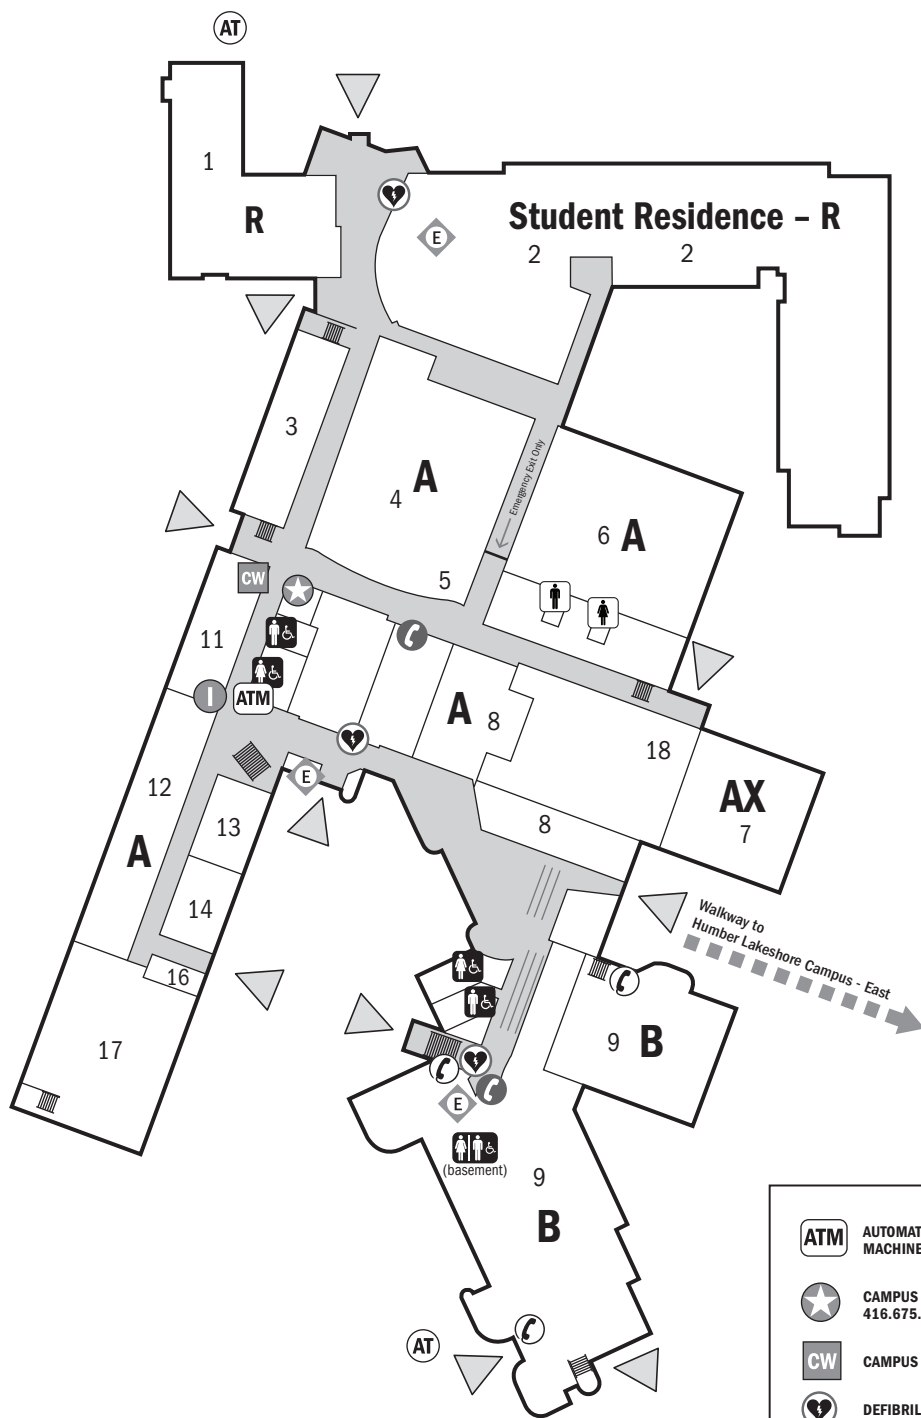 AT
1
R
E
Student Residence – R
2
2
3
A
4
Emergency Exit Only
6 A
5
CW
11
I
ATM
A 8
18
E
12
AX
7
13
8
A
14
Walkway to
Humber Lakeshore Campus - East
16
17
9 B
E
(basement)
9
B
AT
ATM
AUTOMAT
MACHINE
CAMPUS
416.675.
CW
CAMPUS
DEFIBRIL